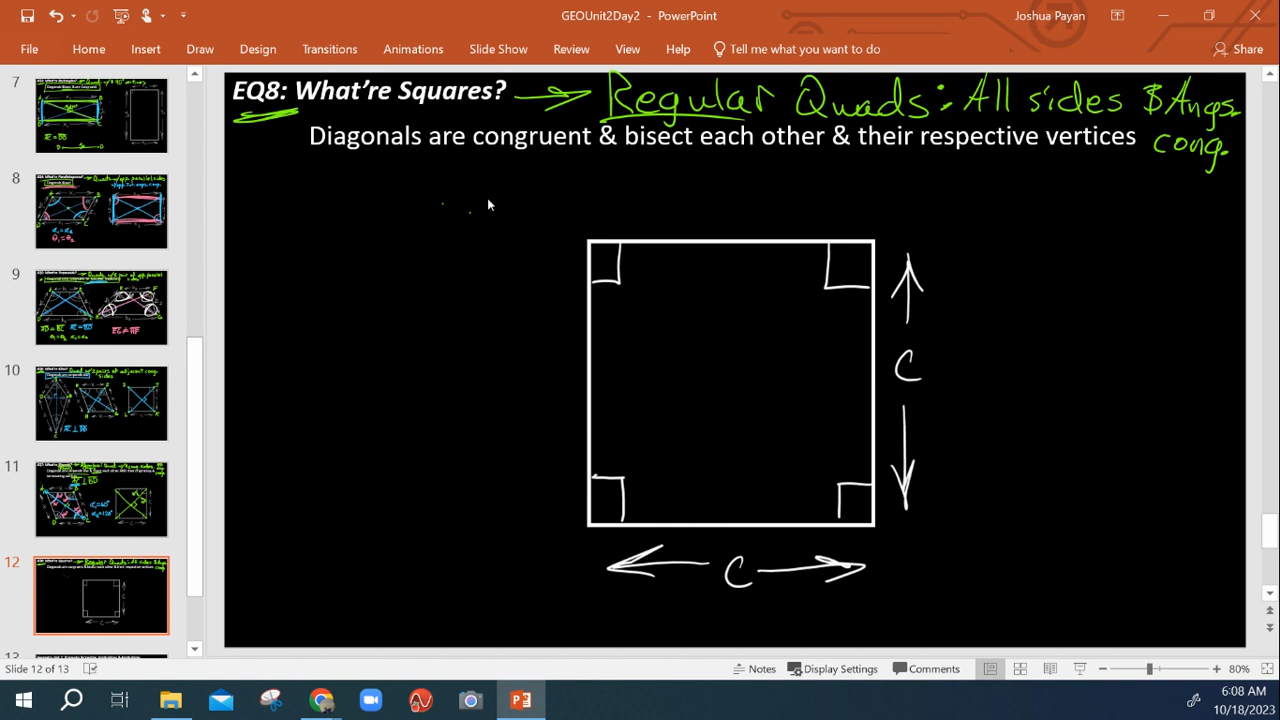 GEOUnit2Day2 - PowerPoint
Joshua Payan
File Home Insert Draw Design Transitions Animations Slide Show Review View Help Tell me what you want to do Share
7
8
9
10
11
12
13
EQ8: What're Squares? → Regular Quads: All sides & Angs. cong.
Diagonals are congruent & bisect each other & their respective vertices
C
C
Slide 12 of 13
Notes Display Settings Comments 80%
6:08 AM
10/18/2023